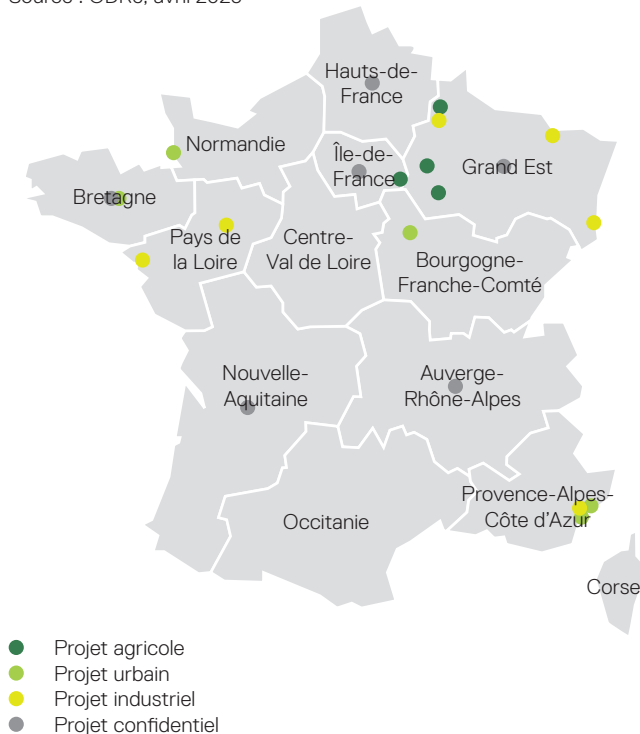 Hauts-de-
France
Normandie
Île-de-
France
Grand Est
Bretagne
Pays de
la Loire
Centre-
Val de Loire
Bourgogne-
Franche-Comté
Nouvelle-
Aquitaine
Auvergne-
Rhône-Alpes
Provence-Alpes-
Côte d'Azur
Occitanie
Corse
Projet agricole
Projet urbain
Projet industriel
Projet confidentiel